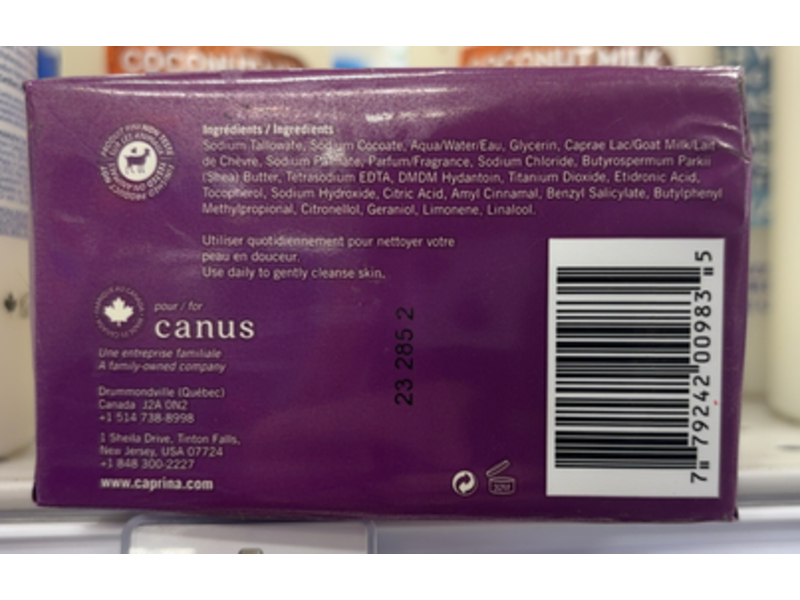 COCONUT
COCONUT MILK
Ingrédients / Ingredients
Sodium Tallowate, Sodium Cocoate, Aqua/Water/Eau, Glycerin, Caprae Lac/Goat Milk/Lait
de Chèvre, Sodium Palmate, Parfum/Fragrance, Sodium Chloride, Butyrospermum Parkii
(Shea) Butter, Tetrasodium EDTA, DMDM Hydantoin, Titanium Dioxide, Etidronic Acid,
Tocopherol, Sodium Hydroxide, Citric Acid, Amyl Cinnamal, Benzyl Salicylate, Butylphenyl
Methylpropional, Citronellol, Geraniol, Limonene, Linalool.
Utiliser quotidiennement pour nettoyer votre
peau en douceur.
Use daily to gently cleanse skin.
pour / for
canus
Une entreprise familiale
A family-owned company
Drummondville (Québec)
Canada J2A 0N2
+1 514 738-8998
1 Sheila Drive, Tinton Falls,
New Jersey, USA 07724
+1 848 300-2227
www.caprina.com
23 285 2
7 79242 00983 5